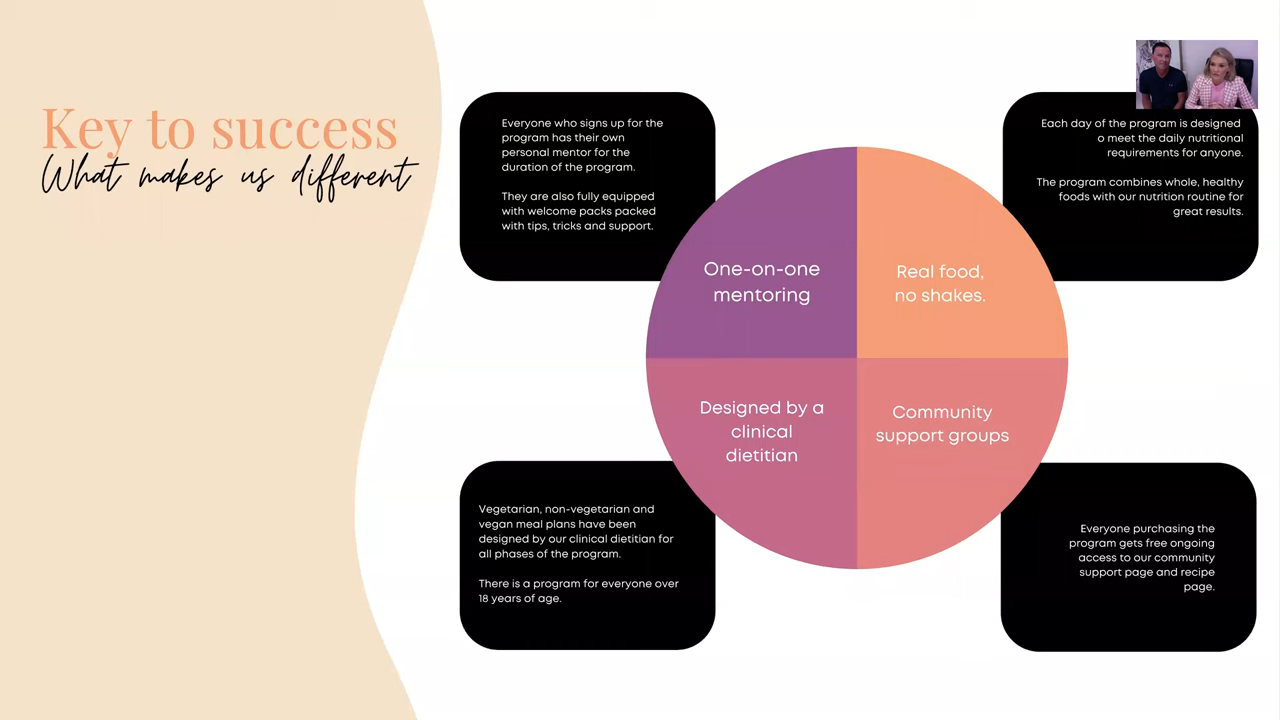 Key to success
What makes us different
Everyone who signs up for the
program has their own
personal mentor for the
duration of the program.
They are also fully equipped
with welcome packs packed
with tips, tricks and support.
Each day of the program is designed
o meet the daily nutritional
requirements for anyone.
The program combines whole, healthy
foods with our nutrition routine for
great results.
One-on-one
mentoring
Real food,
no shakes.
Designed by a
clinical
dietitian
Community
support groups
Vegetarian, non-vegetarian and
vegan meal plans have been
designed by our clinical dietitian for
all phases of the program.
There is a program for everyone over
18 years of age.
Everyone purchasing the
program gets free ongoing
access to our community
support page and recipe
page.